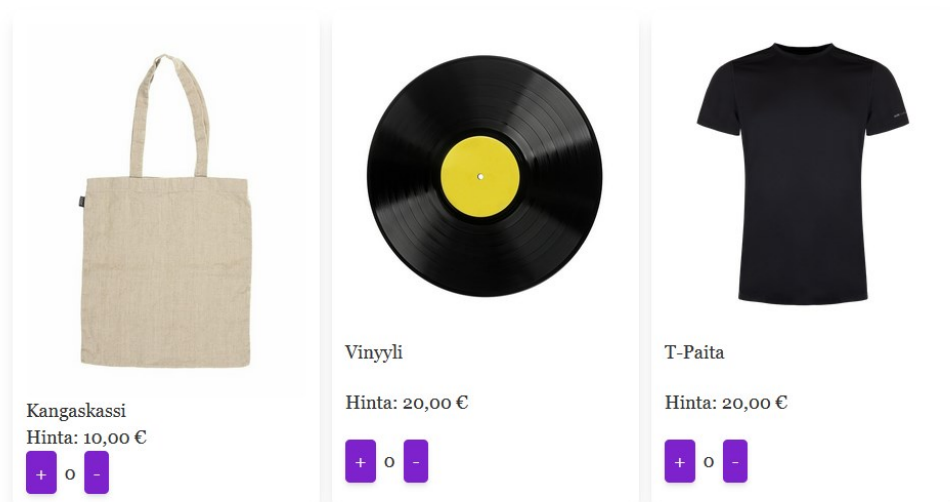 Kangaskassi
Hinta: 10,00 €
+ 0 -
Vinyyli
Hinta: 20,00 €
+ 0 -
T-Paita
Hinta: 20,00 €
+ 0 -